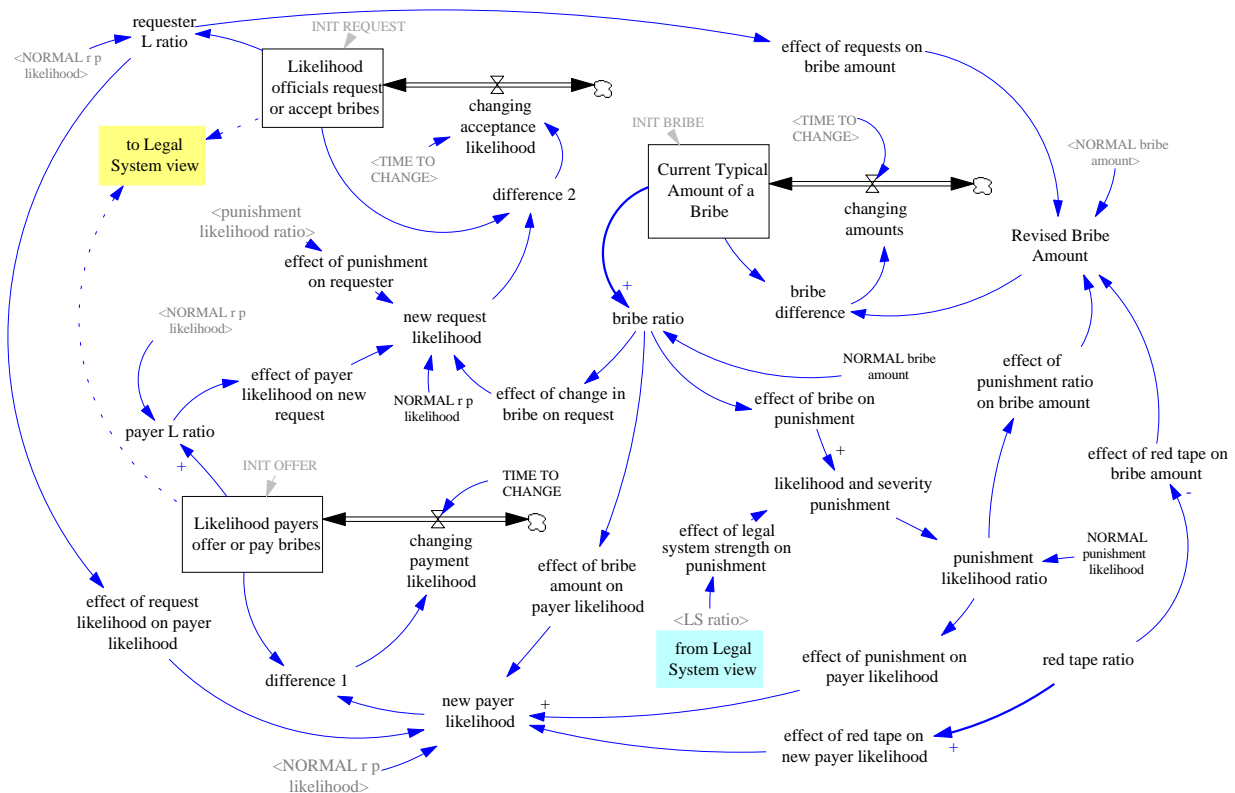 requester
L ratio
INIT REQUEST
<NORMAL r p
likelihood>
Likelihood
officials request
or accept bribes
changing
acceptance
likelihood
<TIME TO
CHANGE>
difference 2
to Legal
System view
effect of requests on
bribe amount
INIT BRIBE
<TIME TO
CHANGE>
<NORMAL bribe
amount>
Current Typical
Amount of a
Bribe
changing
amounts
Revised Bribe
Amount
<punishment
likelihood ratio>
effect of punishment
on requester
bribe
difference
+
<NORMAL r p
likelihood>
new request
likelihood
bribe ratio
NORMAL bribe
amount
effect of
punishment ratio
on bribe amount
effect of payer
likelihood on new
request
NORMAL r p
likelihood
effect of change in
bribe on request
effect of bribe on
punishment
payer L ratio
+
+
effect of red tape on
bribe amount
-
INIT OFFER
TIME TO
CHANGE
likelihood and severity
punishment
Likelihood payers
offer or pay bribes
changing
payment
likelihood
effect of legal
system strength on
punishment
NORMAL
punishment
likelihood
punishment
likelihood ratio
effect of bribe
amount on
payer likelihood
effect of request
likelihood on payer
likelihood
<LS ratio>
from Legal
System view
effect of punishment on
payer likelihood
red tape ratio
difference 1
new payer
likelihood
+
effect of red tape on
new payer likelihood
+
<NORMAL r p
likelihood>